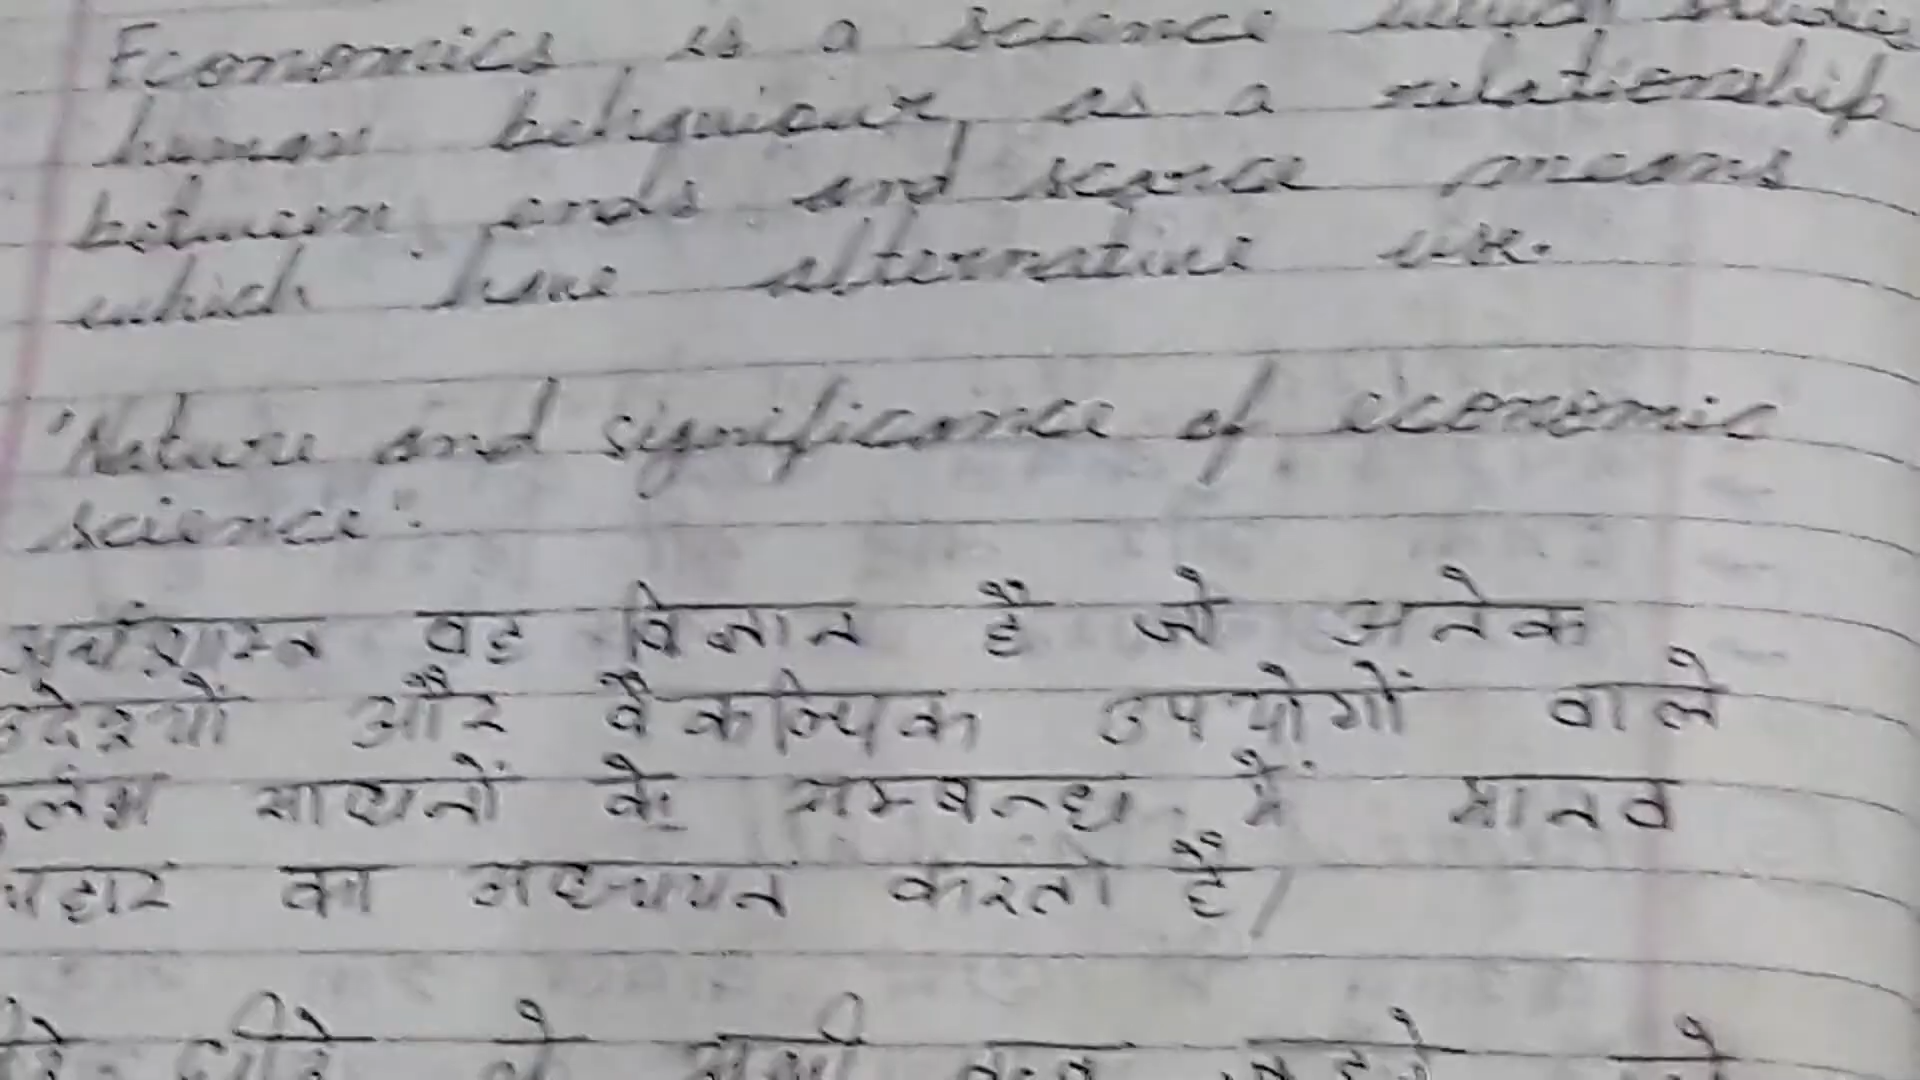 Economics is a science which studies
human behaviour as a relationship
between ends and scarce means
which have alternative use.
"Nature and significance of economic
science".
अर्थशास्त्र वह विज्ञान है जो अनेक
उदेश्यों और वैकल्पिक उपयोगों वाले
दुर्लभ साधनों के सम्बन्ध में मानव
का अध्ययन करता है/